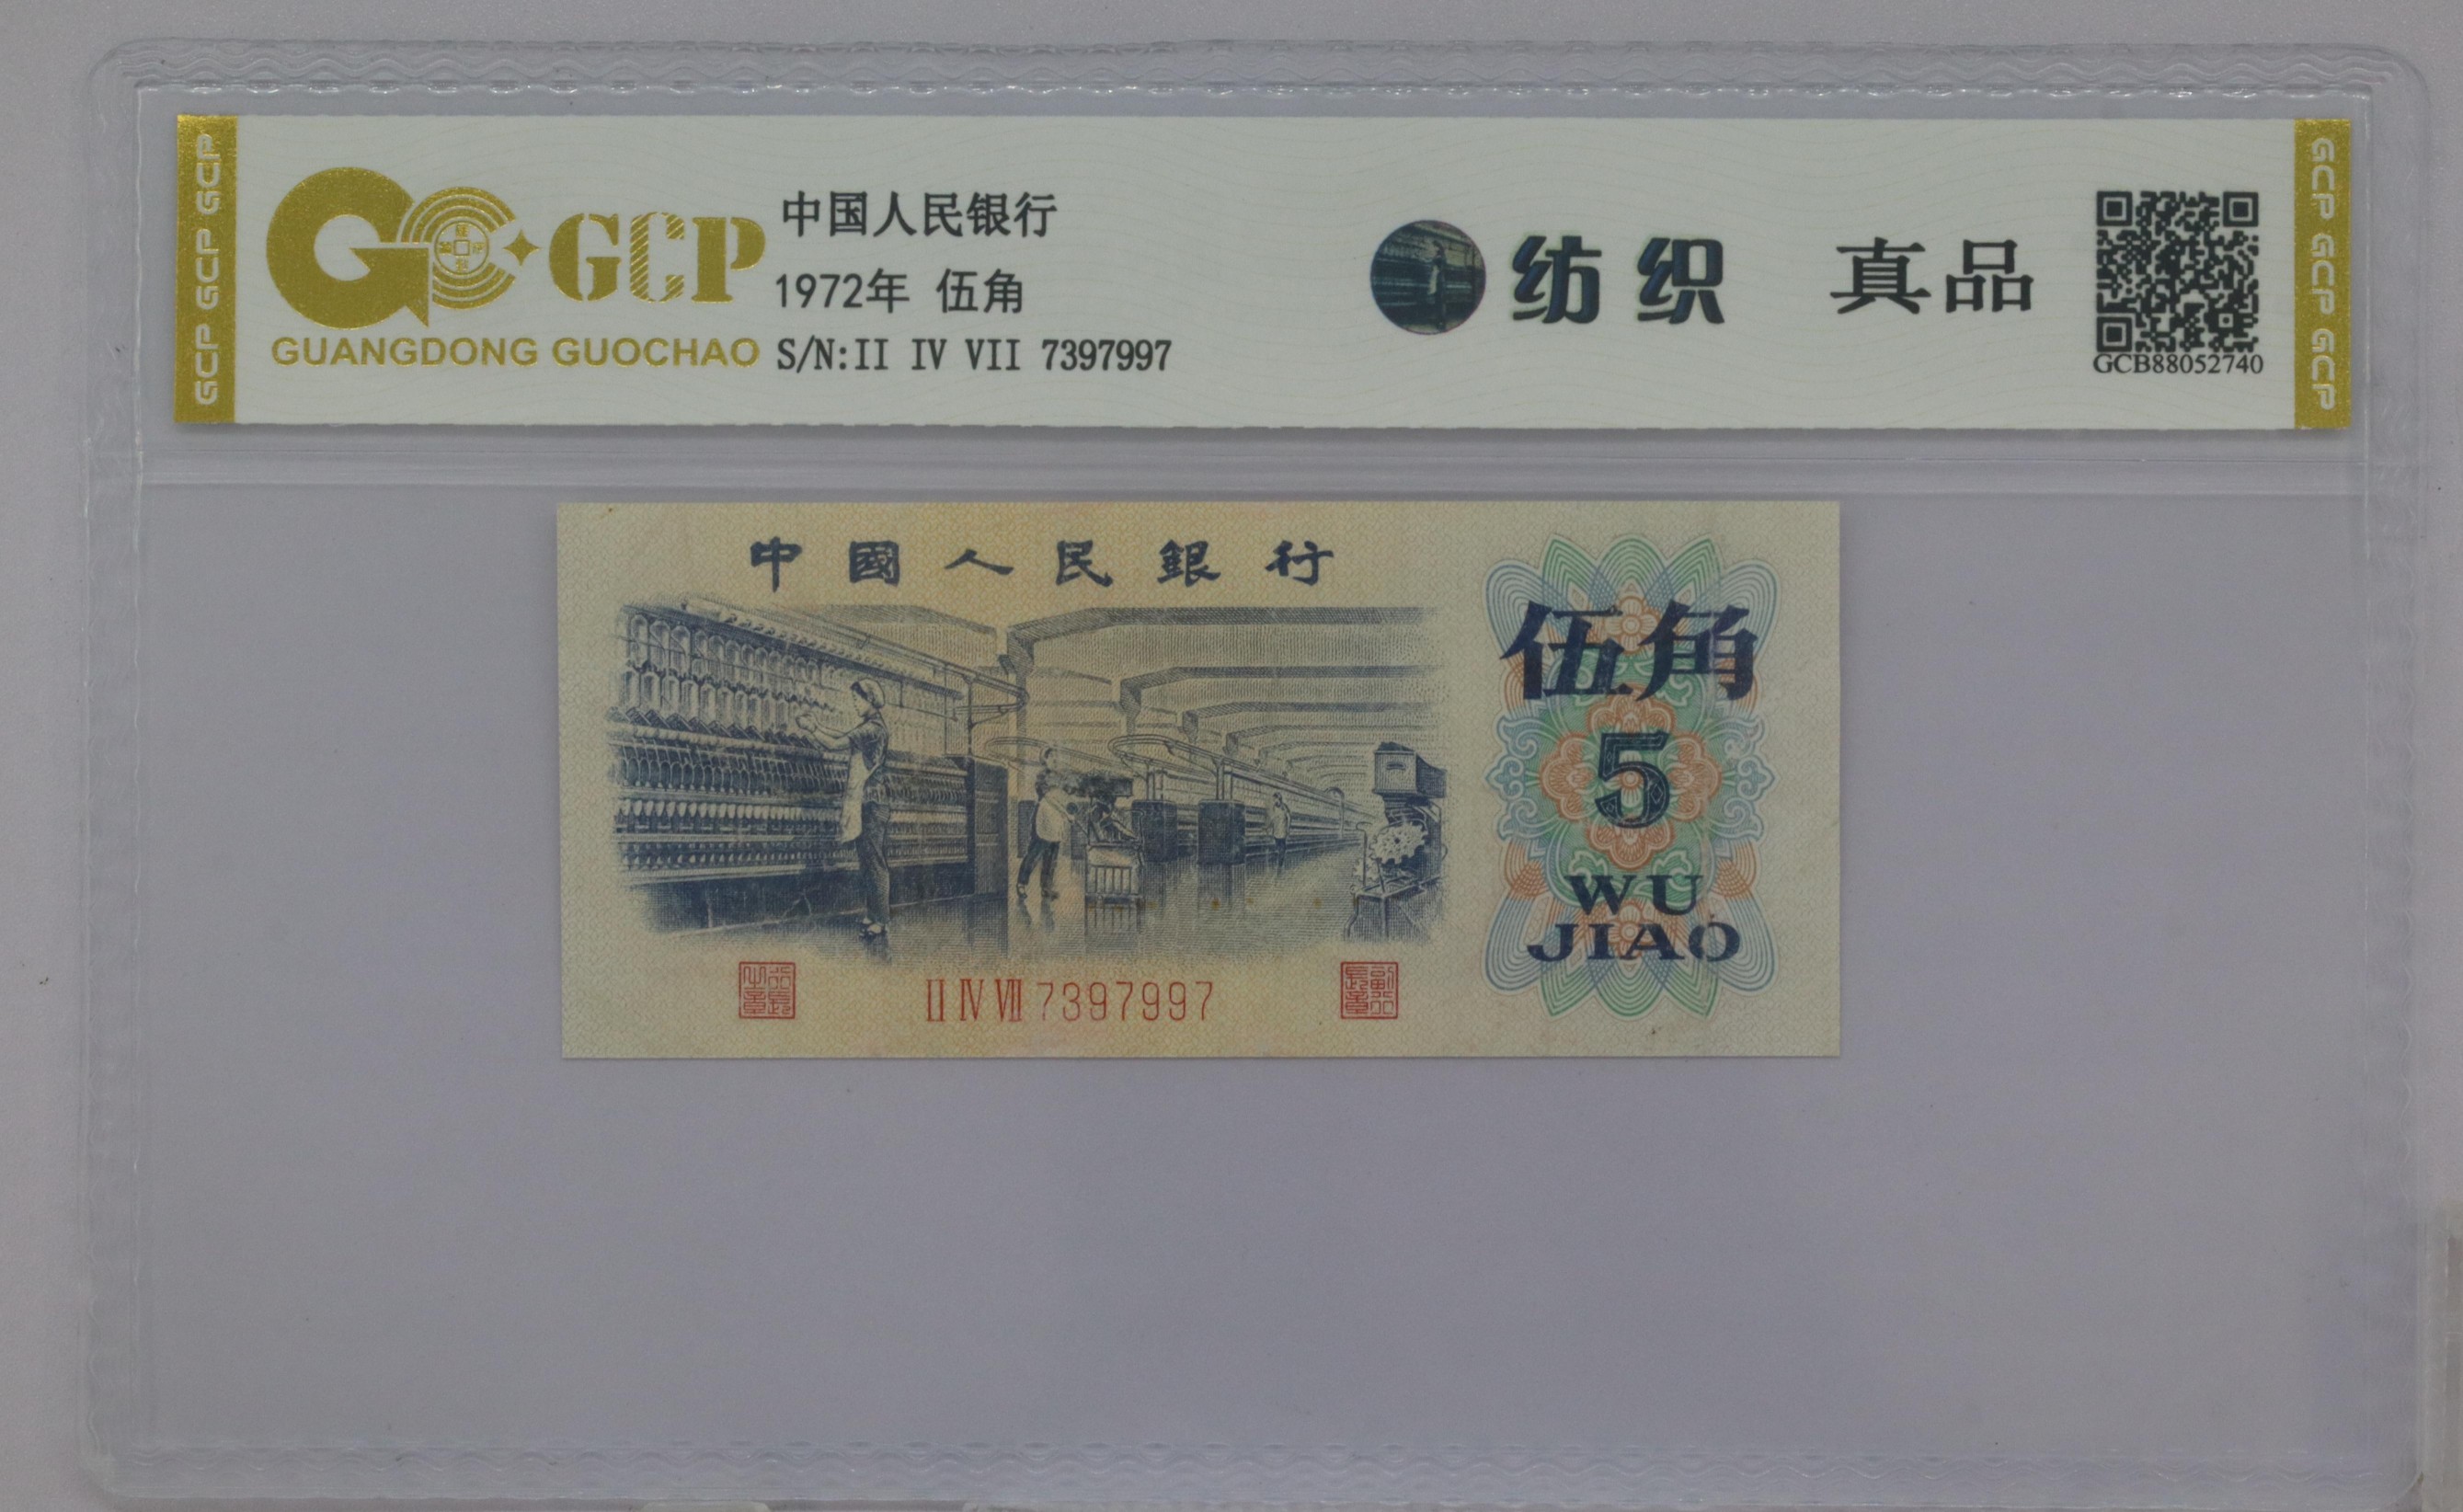 GCP GCP GCP
GCP
GUANGDONG GUOCHAO
中国人民银行
1972年 伍角
S/N:II IV VII 7397997
纺织
真品
GCB88052740
GCP GCP GCP
中國人民銀行
伍角
5
WU
JIAO
II IV VII 7397997